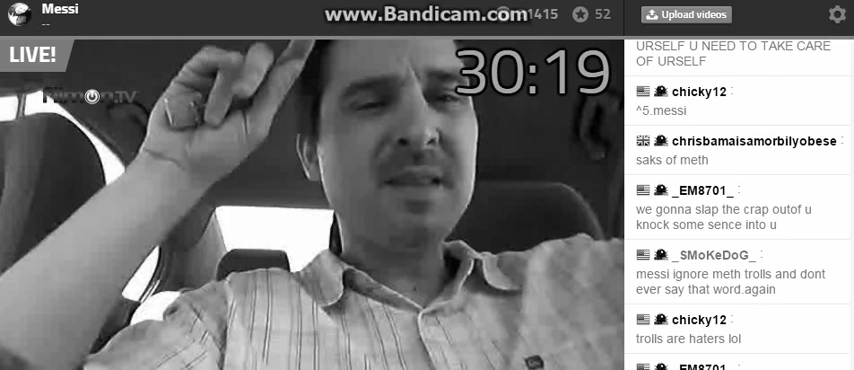 Messi
--
www.Bandicam.com
1415
52
Upload videos
LIVE!
FilmOn.TV
30:19
URSELF U NEED TO TAKE CARE
OF URSELF
chicky12 :
^5.messi
chrisbamaisamorbilyobese :
saks of meth
_EM8701_ :
we gonna slap the crap outof u
knock some sence into u
_SMoKeDoG_ :
messi ignore meth trolls and dont
ever say that word.again
chicky12 :
trolls are haters lol
_EM8701_ :